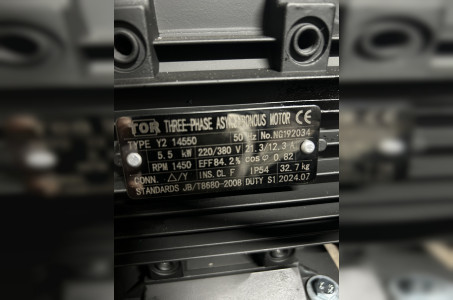 TOR THREE-PHASE ASYNCHRONOUS MOTOR CE
TYPE Y2 14550 50 Hz No.NG192034
5.5 kW 220/380 V 21.3/12.3 A
RPM 1450 EFF84.2% cos φ 0.82
CONN. △/Y INS.CL F IP54 32.7 kg
STANDARDS JB/T8680-2008 DUTY S1 2024.07